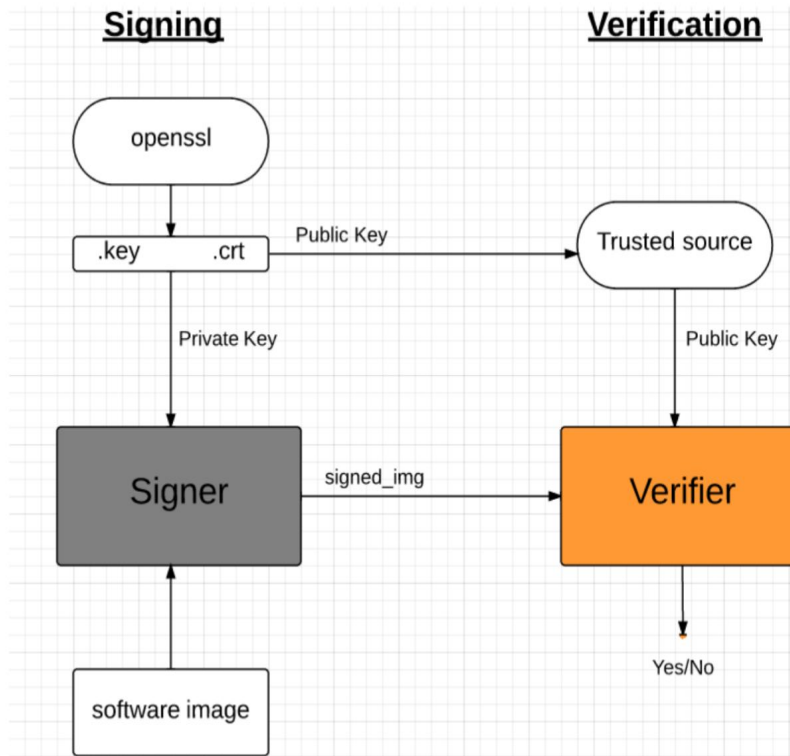 Signing
Verification
openssl
.key .crt
Public Key
Trusted source
Private Key
Public Key
Signer
signed_img
Verifier
Yes/No
software image